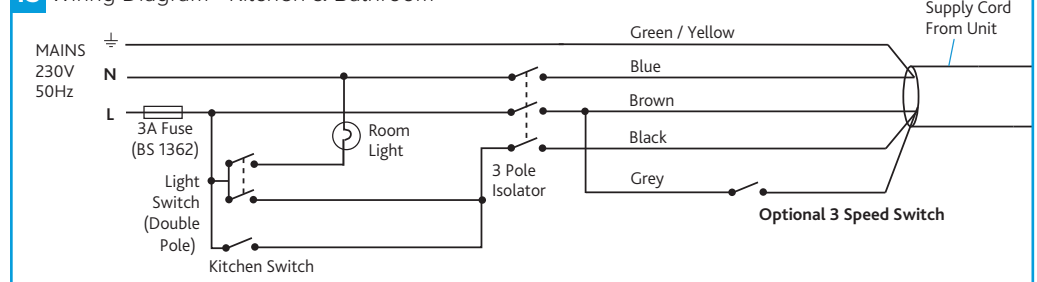 Wiring Diagram - Kitchen & Bathroom
Supply Cord
From Unit
MAINS
230V
50Hz
N
L
Green / Yellow
Blue
Brown
Black
Grey
3A Fuse
(BS 1362)
Room
Light
Light
Switch
(Double
Pole)
3 Pole
Isolator
Optional 3 Speed Switch
Kitchen Switch